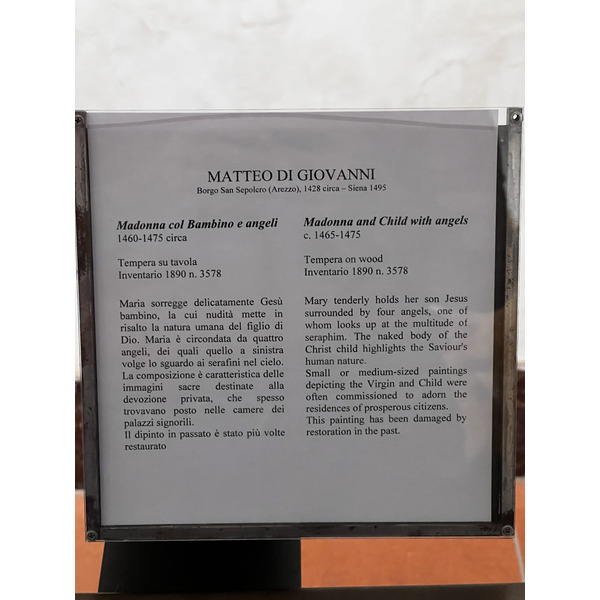 MATTEO DI GIOVANNI
Borgo San Sepolcro (Arezzo), 1428 circa – Siena 1495
Madonna col Bambino e angeli
1460-1475 circa
Tempera su tavola
Inventario 1890 n. 3578
Maria sorregge delicatamente Gesù
bambino, la cui nudità mette in
risalto la natura umana del figlio di
Dio. Maria è circondata da quattro
angeli, dei quali quello a sinistra
volge lo sguardo ai serafini nel cielo.
La composizione è caratteristica delle
immagini sacre destinate alla
devozione privata, che spesso
trovavano posto nelle camere dei
palazzi signorili.
Il dipinto in passato è stato più volte
restaurato
Madonna and Child with angels
c. 1465-1475
Tempera on wood
Inventario 1890 n. 3578
Mary tenderly holds her son Jesus
surrounded by four angels, one of
whom looks up at the multitude of
seraphim. The naked body of the
Christ child highlights the Saviour's
human nature.
Small or medium-sized paintings
depicting the Virgin and Child were
often commissioned to adorn the
residences of prosperous citizens.
This painting has been damaged by
restoration in the past.